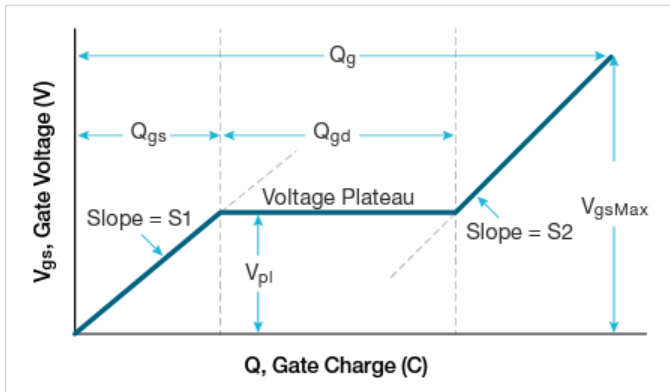 Qg
Qgs
Qgd
Vgs, Gate Voltage (V)
Slope = S1
Voltage Plateau
VgsMax
Slope = S2
Vpl
Q, Gate Charge (C)